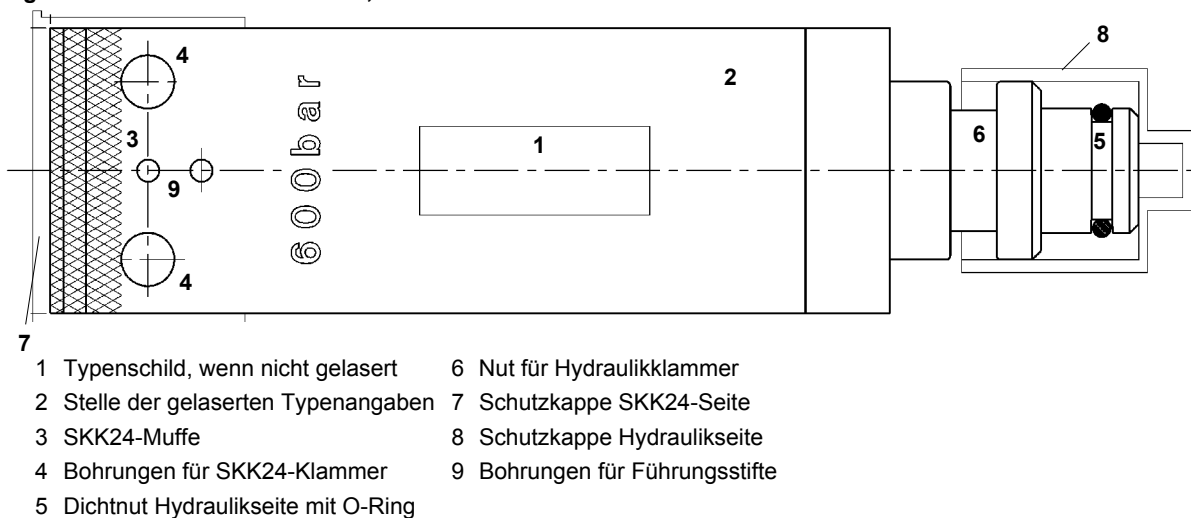 8
4
2
600bar
1
3
6
5
9
4
7
1 Typenschild, wenn nicht gelasert
2 Stelle der gelaserten Typenangaben
3 SKK24-Muffe
4 Bohrungen für SKK24-Klammer
5 Dichtnut Hydraulikseite mit O-Ring
6 Nut für Hydraulikklammer
7 Schutzkappe SKK24-Seite
8 Schutzkappe Hydraulikseite
9 Bohrungen für Führungsstifte